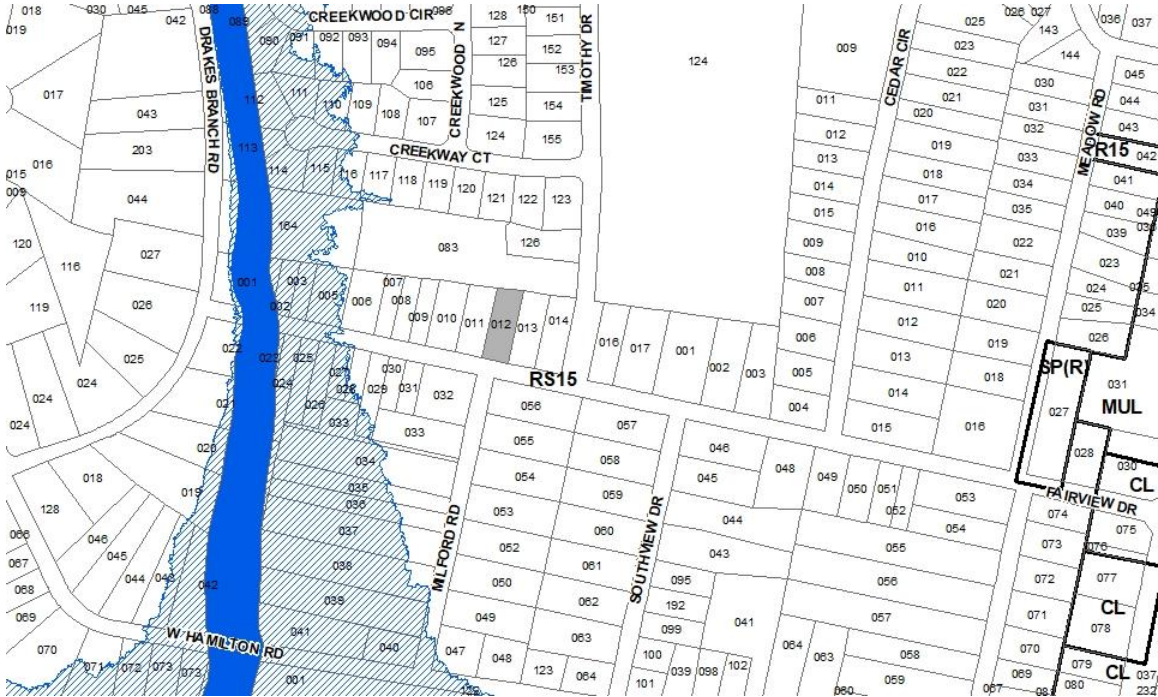 018 030 088 089 CREEKWOOD CIR 096 128 150 151 026 027 036 037
019 042 025 143
090 091 092 093 094 095 127 152 009 023 144
DRAKES BRANCH RD CREEKWOOD N TIMOTHY DR CEDAR CIR MEADOW RD
126 153 124 022 030 045
017 112 111 110 109 108 107 106 125 154 011 021 031 044
043 124 155 012 020 032 043
203 113 CREEKWAY CT 013 019 033 R15 042
016 114 115 116 117 118 119 120 121 122 123 014 018 034 041
015 009 044 017 035 040 049
164 015 016 022 039
120 116 027 083 126 009 010 021 023
001 003 005 007 008 011 020 024 025
119 026 002 006 008 009 010 011 012 013 014 007 012 019 025 026 034
016 017 001 002 003 006 013 018 SP(R) 031
025 022 023 025 027 030 005 014 027 MUL
024 024 024 028 029 031 032 RS15 004 015 016
024 021 026 033 033 056 057 028 030 CL
020 034 055 058 046 048 049 050 051 053 FAIRVIEW DR
018 019 035 054 059 045 052 054 074 075
128 036 053 060 044 055 073 076
046 037 MILFORD RD SOUTHVIEW DR
066 045 038 052 061 043 056 072 077
067 044 043 042 039 050 062 095 057 071 CL
068 192 078
069 W HAMILTON RD 041 049 063 099 041 064 063 058 070
070 040 047 048 100 059 079 CL 037
071 072 073 073 001 123 064 101 039 098 102 060 067 069 080 232